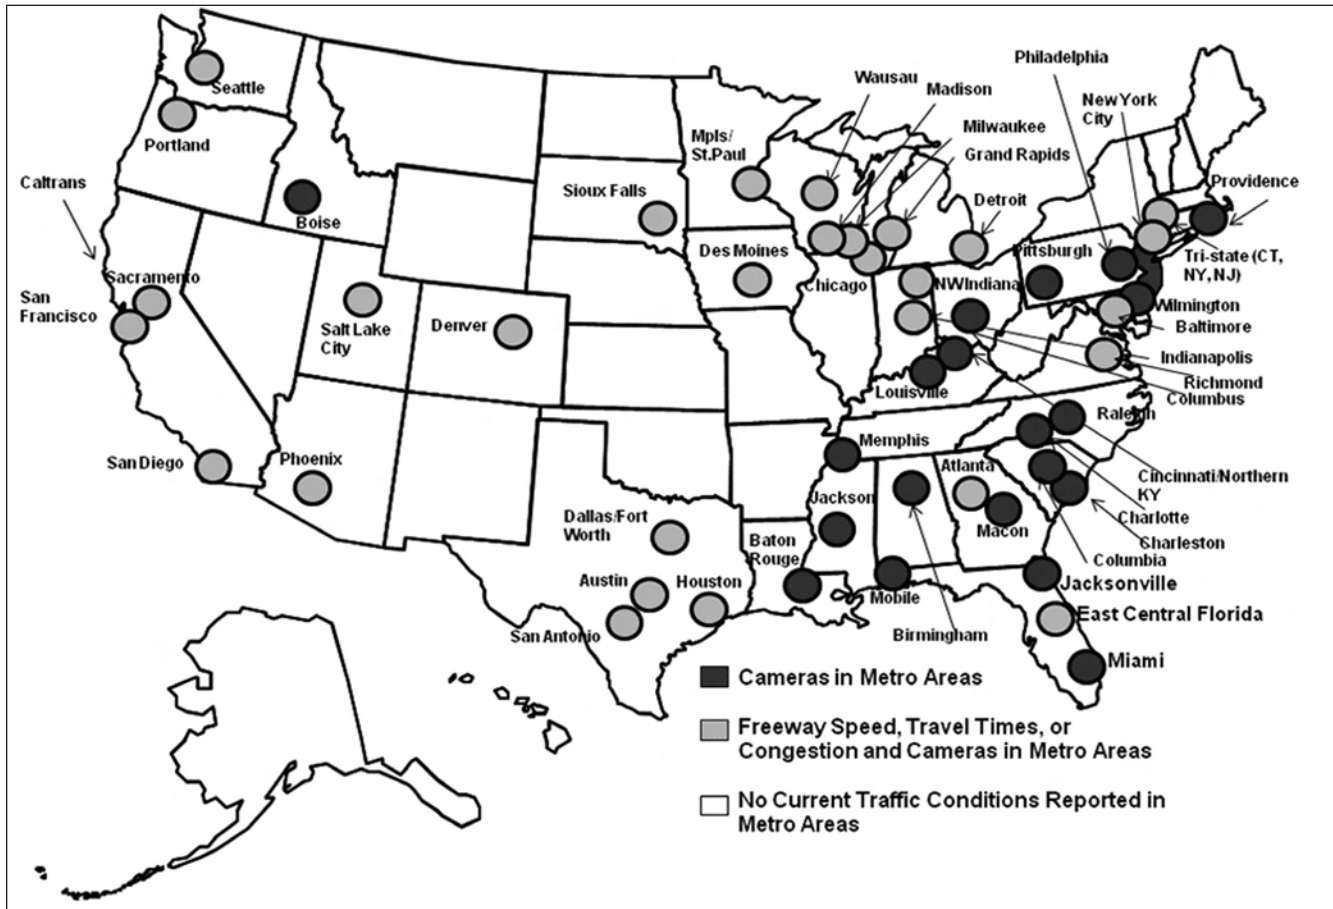 Philadelphia
Wausau
Madison
New York
City
Seattle
Milwaukee
Mpls/
St.Paul
Grand Rapids
Portland
Caltrans
Providence
Sioux Falls
Detroit
Boise
Des Moines
Pittsburgh
Tri-state (CT,
NY, NJ)
Sacramento
Chicago
NW Indiana
San
Francisco
Salt Lake
City
Denver
Wilmington
Baltimore
Indianapolis
Richmond
Louisville
Columbus
Raleigh
Memphis
San Diego
Phoenix
Atlanta
Cincinnati/Northern
KY
Jackson
Dallas/Fort
Worth
Macon
Charlotte
Baton
Rouge
Charleston
Columbia
Austin
Houston
Mobile
Jacksonville
East Central Florida
San Antonio
Birmingham
Miami
Cameras in Metro Areas
Freeway Speed, Travel Times, or
Congestion and Cameras in Metro Areas
No Current Traffic Conditions Reported in
Metro Areas